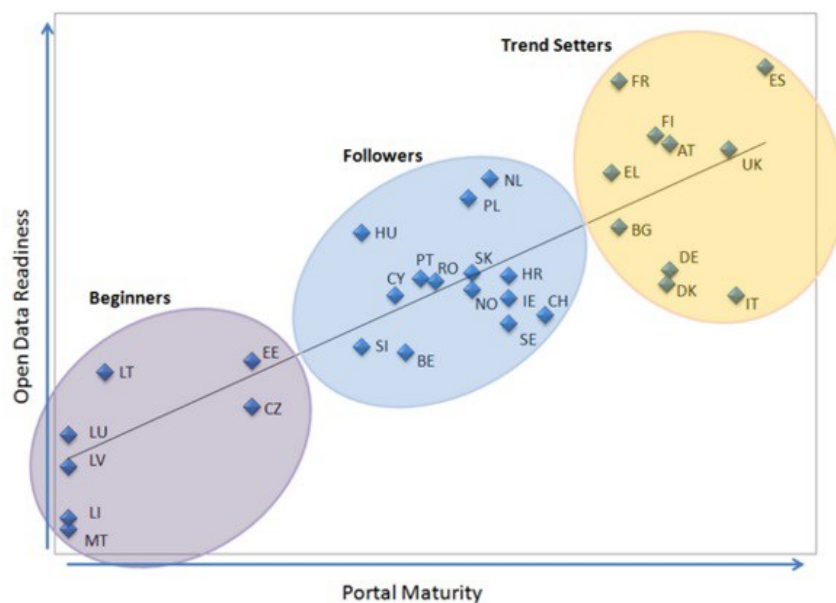 Trend Setters
FR
ES
FI
AT
UK
EL
BG
DE
DK
IT
Followers
NL
PL
HU
PT
RO
SK
HR
CY
NO
IE
CH
SE
SI
BE
Beginners
LT
EE
CZ
LU
LV
LI
MT
Open Data Readiness
Portal Maturity